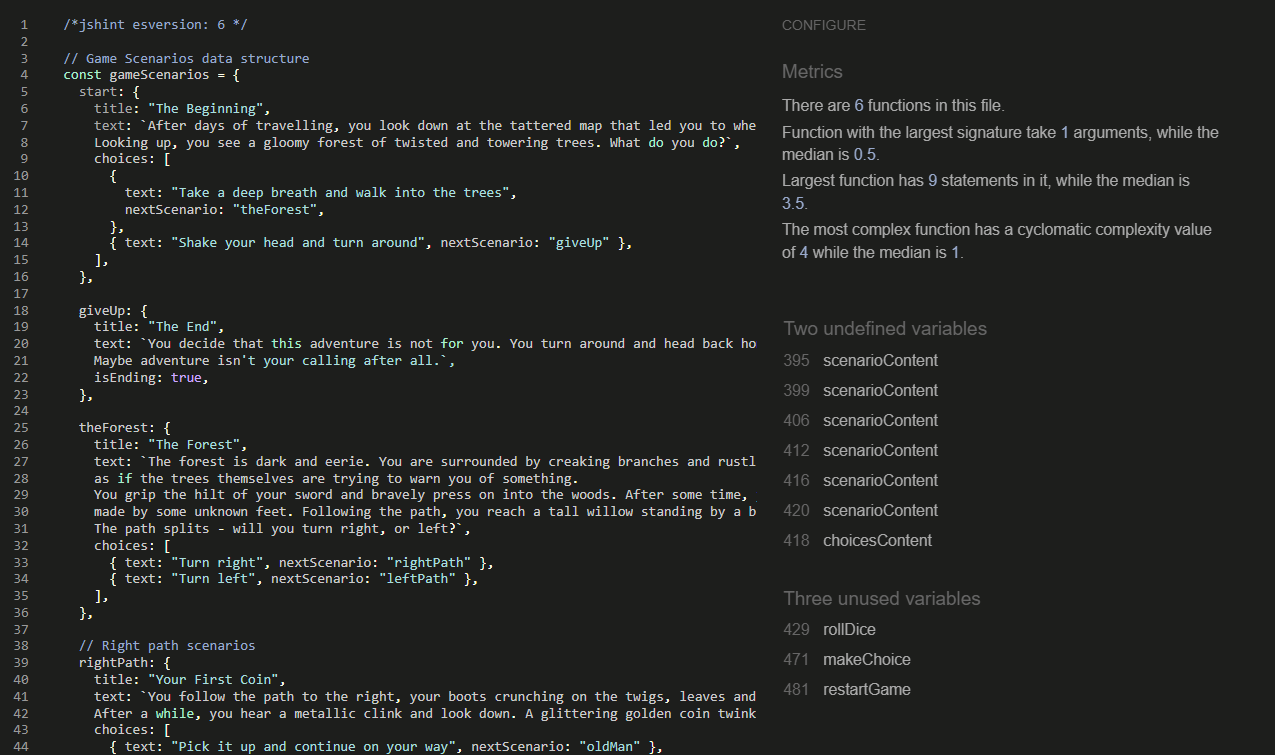 1 /*jshint esversion: 6 */
2
3 // Game Scenarios data structure
4 const gameScenarios = {
5 start: {
6 title: "The Beginning",
7 text: `After days of travelling, you look down at the tattered map that led you to whe
8 Looking up, you see a gloomy forest of twisted and towering trees. What do you do?`,
9 choices: [
10 {
11 text: "Take a deep breath and walk into the trees",
12 nextScenario: "theForest",
13 },
14 { text: "Shake your head and turn around", nextScenario: "giveUp" },
15 ],
16 },
17
18 giveUp: {
19 title: "The End",
20 text: `You decide that this adventure is not for you. You turn around and head back ho
21 Maybe adventure isn't your calling after all.`,
22 isEnding: true,
23 },
24
25 theForest: {
26 title: "The Forest",
27 text: `The forest is dark and eerie. You are surrounded by creaking branches and rustl
28 as if the trees themselves are trying to warn you of something.
29 You grip the hilt of your sword and bravely press on into the woods. After some time,
30 made by some unknown feet. Following the path, you reach a tall willow standing by a b
31 The path splits - will you turn right, or left?`,
32 choices: [
33 { text: "Turn right", nextScenario: "rightPath" },
34 { text: "Turn left", nextScenario: "leftPath" },
35 ],
36 },
37
38 // Right path scenarios
39 rightPath: {
40 title: "Your First Coin",
41 text: `You follow the path to the right, your boots crunching on the twigs, leaves and
42 After a while, you hear a metallic clink and look down. A glittering golden coin twink
43 choices: [
44 { text: "Pick it up and continue on your way", nextScenario: "oldMan" },
CONFIGURE
Metrics
There are 6 functions in this file.
Function with the largest signature take 1 arguments, while the
median is 0.5.
Largest function has 9 statements in it, while the median is
3.5.
The most complex function has a cyclomatic complexity value
of 4 while the median is 1.
Two undefined variables
395 scenarioContent
399 scenarioContent
406 scenarioContent
412 scenarioContent
416 scenarioContent
420 scenarioContent
418 choicesContent
Three unused variables
429 rollDice
471 makeChoice
481 restartGame